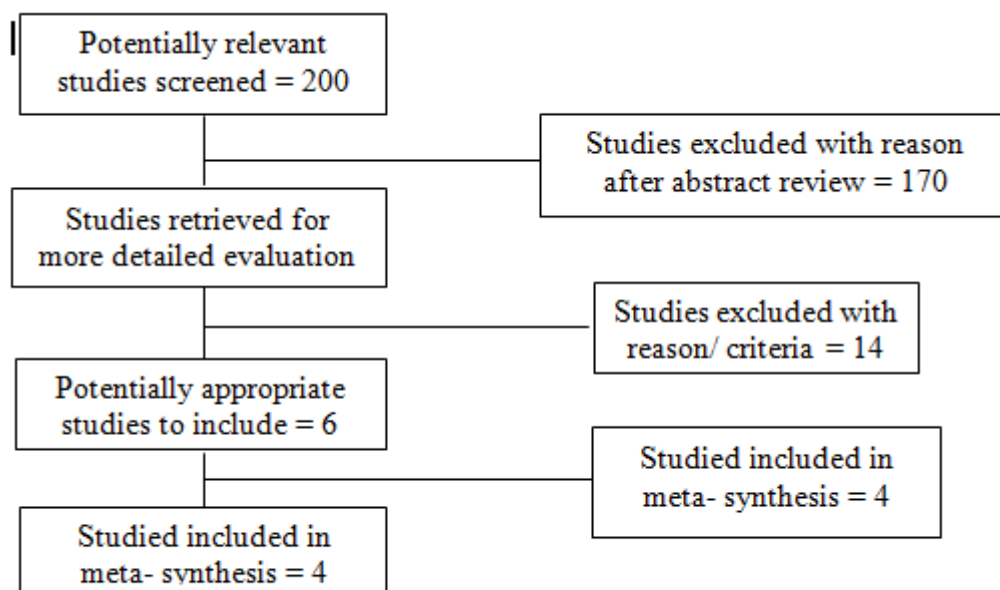 Potentially relevant
studies screened = 200
Studies excluded with reason
after abstract review = 170
Studies retrieved for
more detailed evaluation
Studies excluded with
reason/ criteria = 14
Potentially appropriate
studies to include = 6
Studied included in
meta- synthesis = 4
Studied included in
meta- synthesis = 4